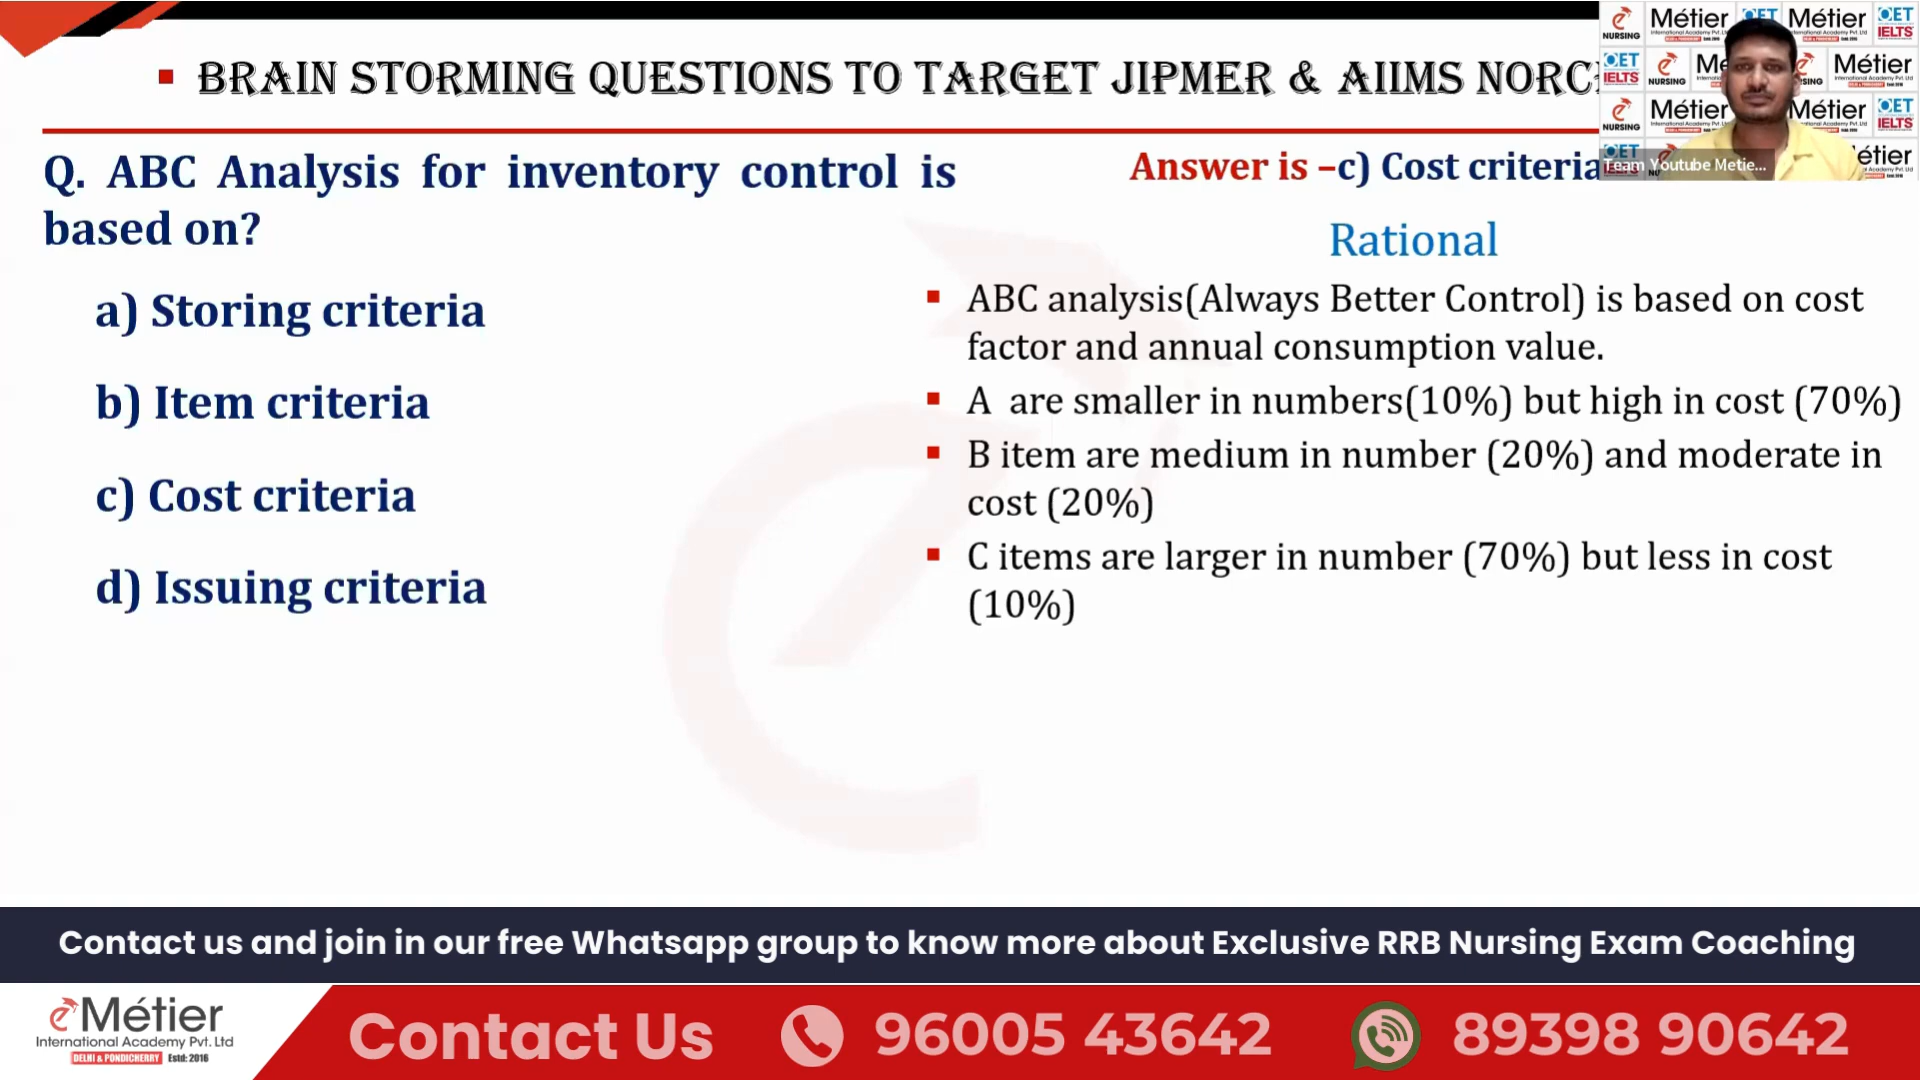 BRAIN STORMING QUESTIONS TO TARGET JIPMER & AIIMS NORC
Q. ABC Analysis for inventory control is
based on?
a) Storing criteria
b) Item criteria
c) Cost criteria
d) Issuing criteria
Answer is –c) Cost criteria
Rational
ABC analysis(Always Better Control) is based on cost
factor and annual consumption value.
A are smaller in numbers(10%) but high in cost (70%)
B item are medium in number (20%) and moderate in
cost (20%)
C items are larger in number (70%) but less in cost
(10%)
Team Youtube Metie...
NURSING
Métier
OET
IELTS
Contact us and join in our free Whatsapp group to know more about Exclusive RRB Nursing Exam Coaching
Métier
International Academy Pvt. Ltd
DELHI & PONDICHERRY Estd: 2016
Contact Us
96005 43642
89398 90642